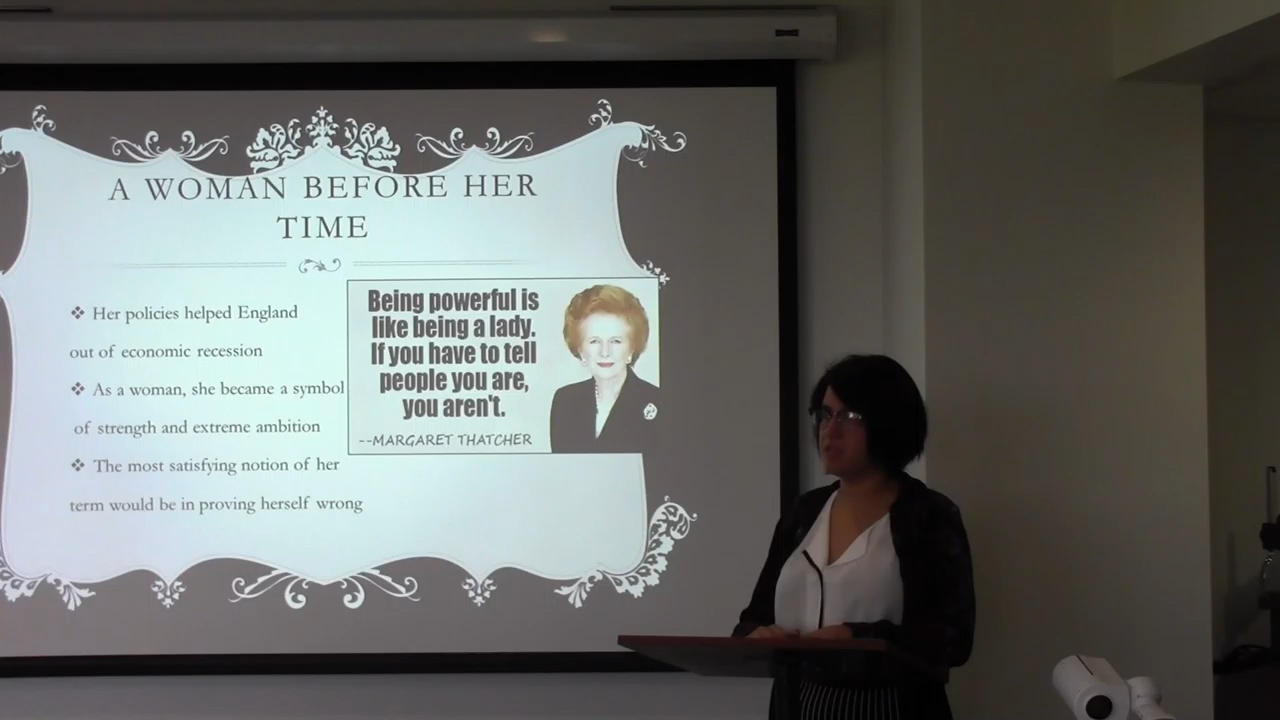 A WOMAN BEFORE HER
TIME
❖ Her policies helped England
out of economic recession
❖ As a woman, she became a symbol
of strength and extreme ambition
❖ The most satisfying notion of her
term would be in proving herself wrong
Being powerful is
like being a lady.
If you have to tell
people you are,
you aren't.
--MARGARET THATCHER